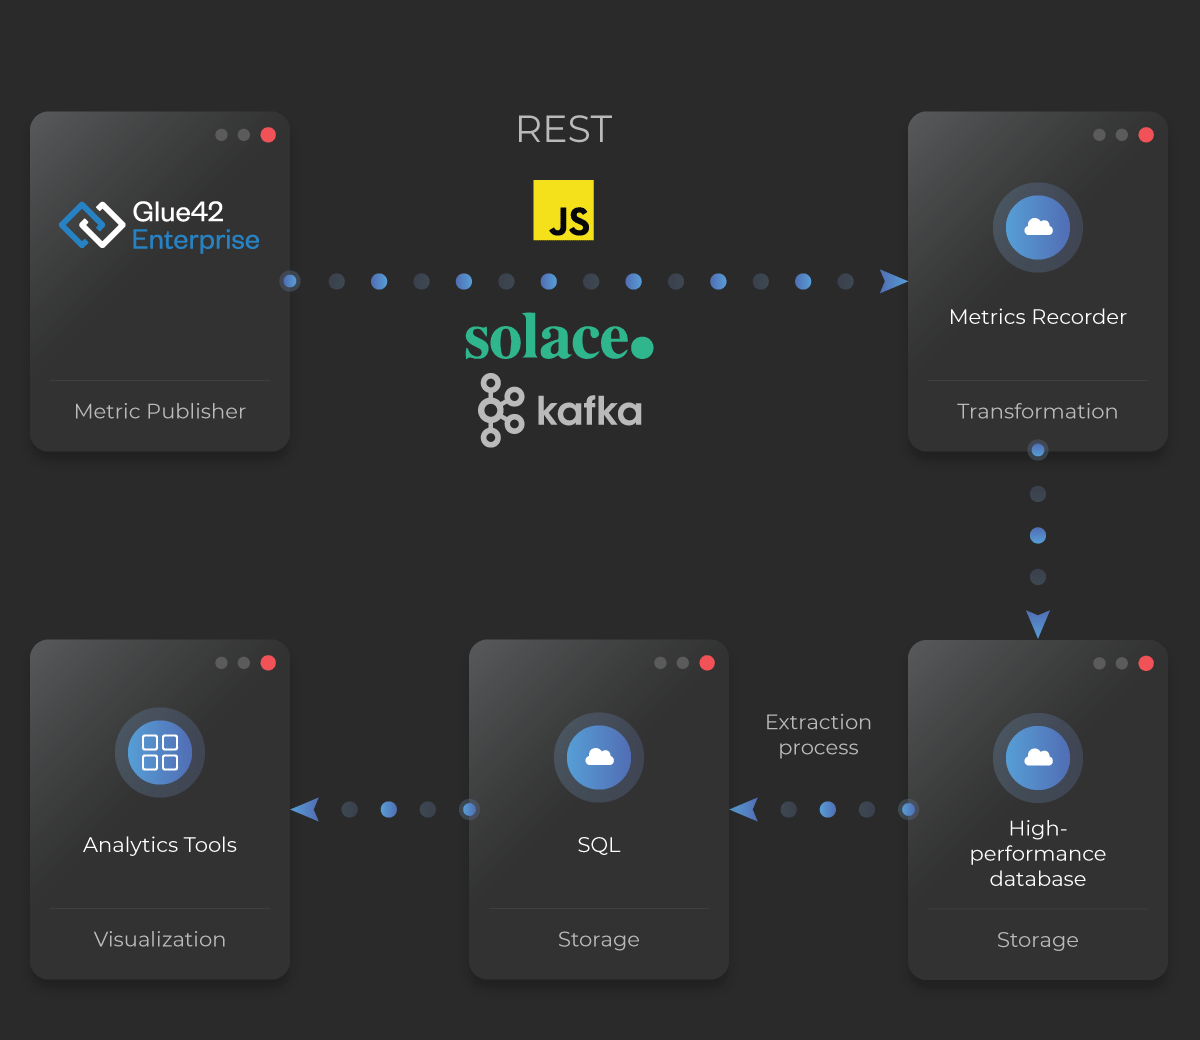 REST
Glue42
Enterprise
JS
solace.
kafka
Metric Publisher
Metrics Recorder
Transformation
Extraction
process
High-
performance
database
Storage
SQL
Storage
Analytics Tools
Visualization